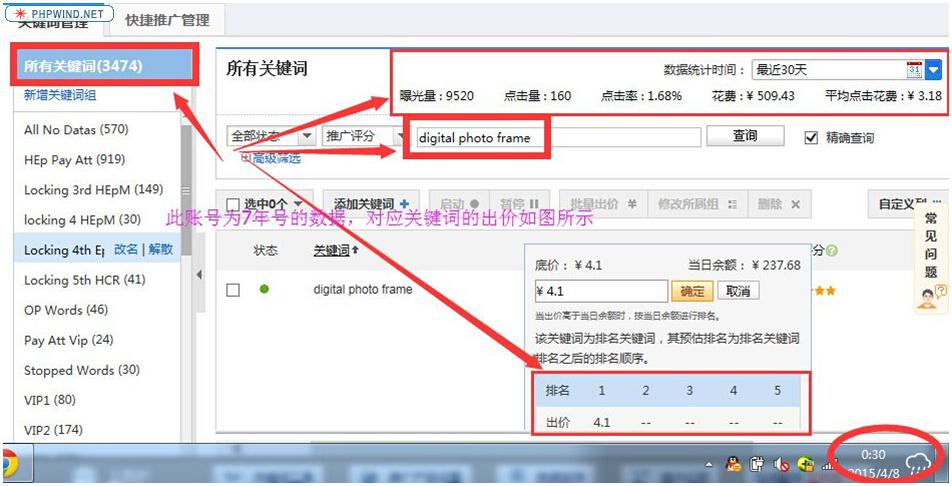 PHPWIND.NET
关键词管理 快捷推广管理
所有关键词(3474)
新增关键词组
All No Datas (570)
HEp Pay Att (919)
Locking 3rd HEpM (149)
locking 4 HEpM (30)
Locking 4th Ep 改名 | 解散
Locking 5th HCR (41)
OP Words (46)
Pay Att Vip (24)
Stopped Words (30)
VIP1 (80)
VIP2 (174)
所有关键词
数据统计时间： 最近30天 31
曝光量 : 9520 点击量 : 160 点击率 : 1.68% 花费 : ¥ 509.43 平均点击花费 : ¥ 3.18
全部状态 推广评分 digital photo frame 查询 精确查询
高级筛选
选中0个 添加关键词 启动 暂停 批量出价 ¥ 修改所属组 删除 自定义列
此账号为7年号的数据，对应关键词的出价如图所示
状态 关键词 分
digital photo frame
底价： ¥ 4.1 当日余额： ¥ 237.68
¥ 4.1 确定 取消
当出价高于当日余额时，按当日余额进行排名。
该关键词为排名关键词，其预估排名为排名关键词
排名之后的排名顺序。
排名 1 2 3 4 5
出价 4.1 -- -- -- --
常见问题
0:30
2015/4/8